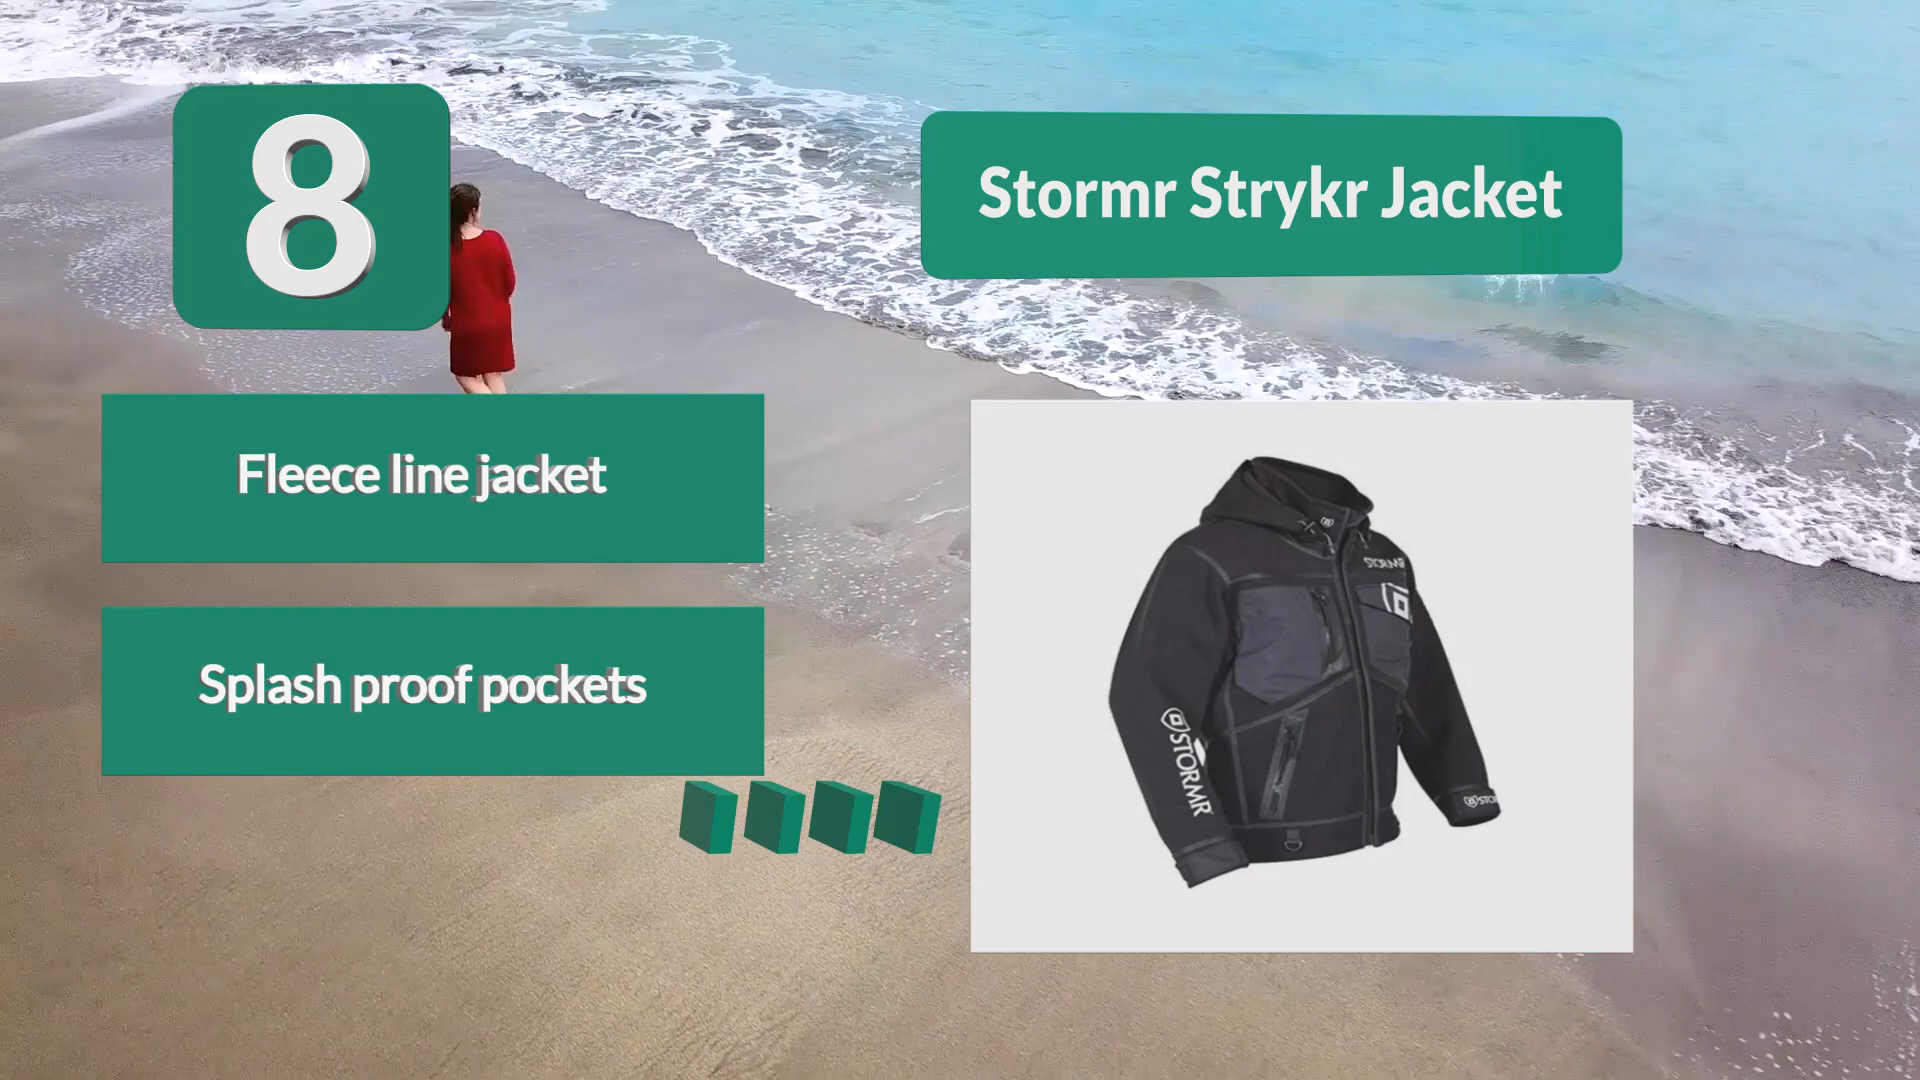 8
Stormr Strykr Jacket
Fleece line jacket
Splash proof pockets
STORMR
STORMR